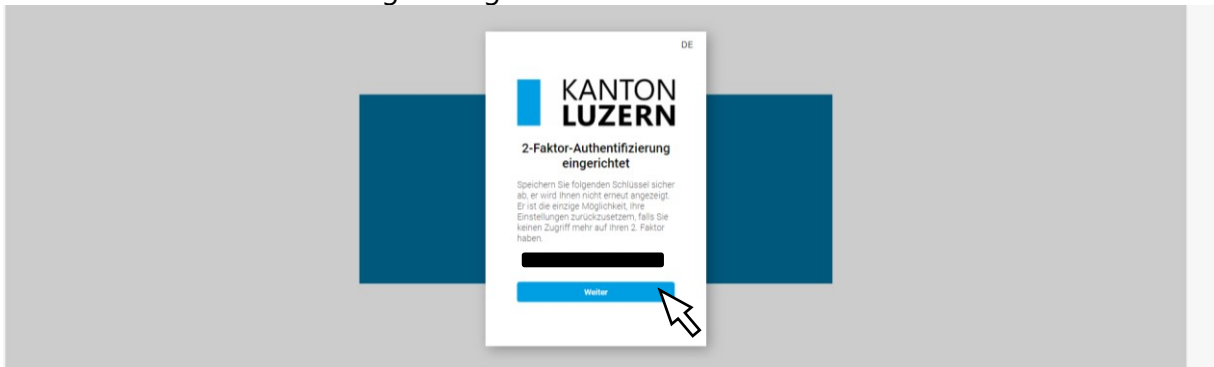 DE
KANTON
LUZERN
2-Faktor-Authentifizierung
eingerichtet
Speichern Sie folgenden Schlüssel sicher
ab, er wird Ihnen nicht erneut angezeigt.
Er ist die einzige Möglichkeit, Ihre
Einstellungen zurückzusetzem, falls Sie
keinen Zugriff mehr auf Ihren 2. Faktor
haben.
Weiter